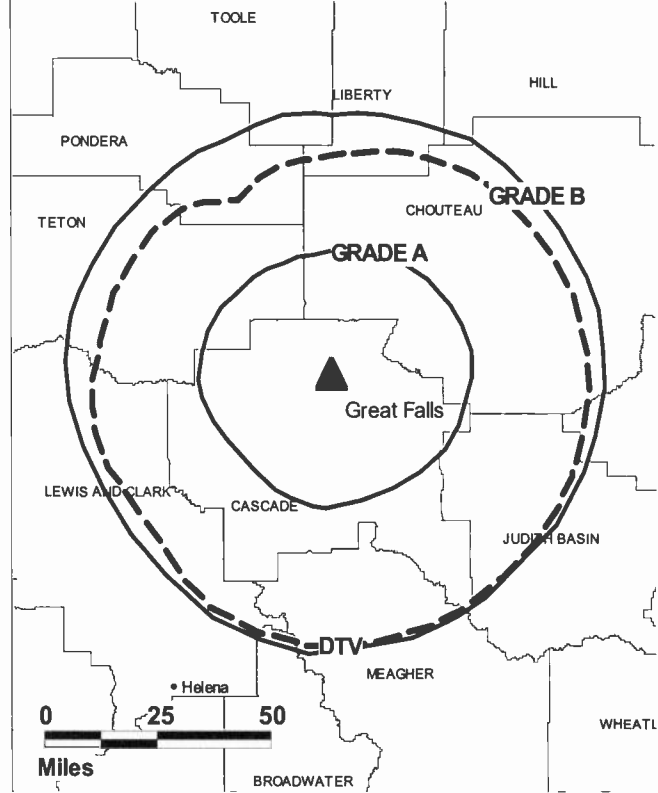 TOOLE
HILL
LIBERTY
PONDERA
GRADE B
CHOUTEAU
TETON
GRADE A
Great Falls
LEWIS AND CLARK
CASCADE
JUDITH BASIN
DTV
MEAGHER
Helena
0 25 50
WHEATL
Miles
BROADWATER